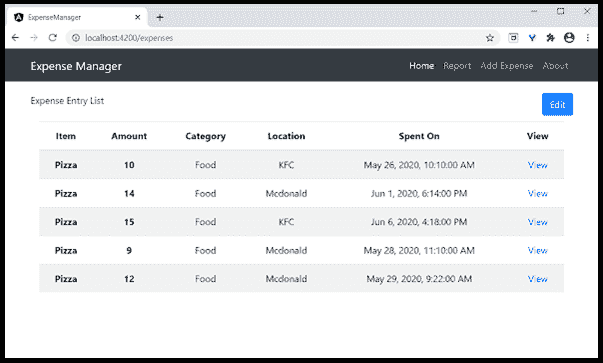 ExpenseManager
localhost:4200/expenses
Expense Manager Home Report Add Expense About
Expense Entry List Edit
Item Amount Category Location Spent On View
Pizza 10 Food KFC May 26, 2020, 10:10:00 AM View
Pizza 14 Food Mcdonald Jun 1, 2020, 6:14:00 PM View
Pizza 15 Food KFC Jun 6, 2020, 4:18:00 PM View
Pizza 9 Food Mcdonald May 28, 2020, 11:10:00 AM View
Pizza 12 Food Mcdonald May 29, 2020, 9:22:00 AM View